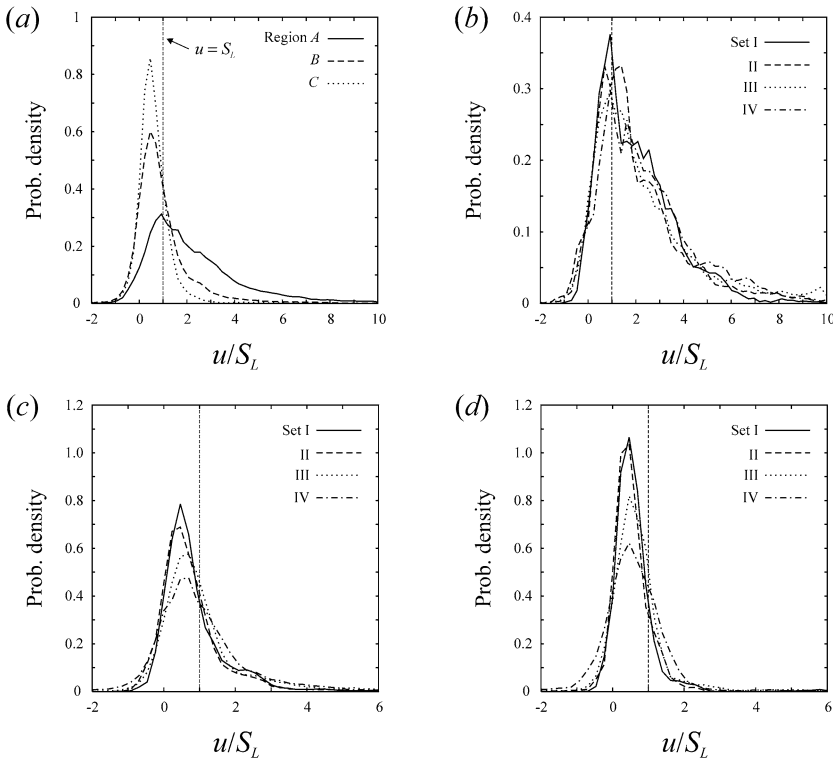 (a)
1
0.8
0.6
0.4
0.2
0
Prob. density
-2 0 2 4 6 8 10
u/S_L
u = S_L
Region A
B
C
(b)
0.4
0.3
0.2
0.1
0
Prob. density
-2 0 2 4 6 8 10
u/S_L
Set I
II
III
IV
(c)
1.2
1.0
0.8
0.6
0.4
0.2
0
Prob. density
-2 0 2 4 6
u/S_L
Set I
II
III
IV
(d)
1.2
1.0
0.8
0.6
0.4
0.2
0
Prob. density
-2 0 2 4 6
u/S_L
Set I
II
III
IV